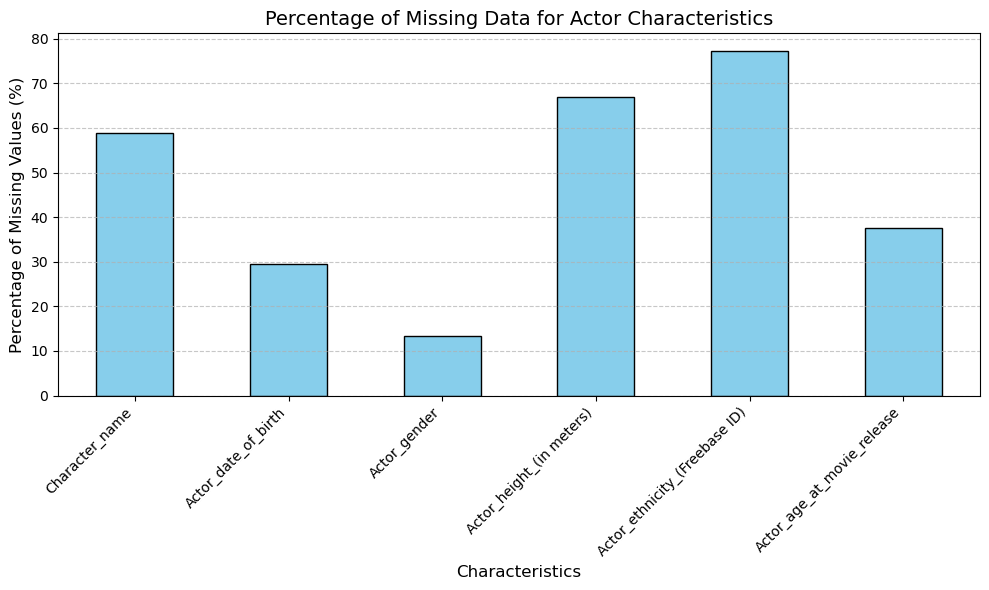 Percentage of Missing Data for Actor Characteristics
Percentage of Missing Values (%)
80
70
60
50
40
30
20
10
0
Character_name
Actor_date_of_birth
Actor_gender
Actor_height_(in meters)
Actor_ethnicity_(Freebase ID)
Actor_age_at_movie_release
Characteristics